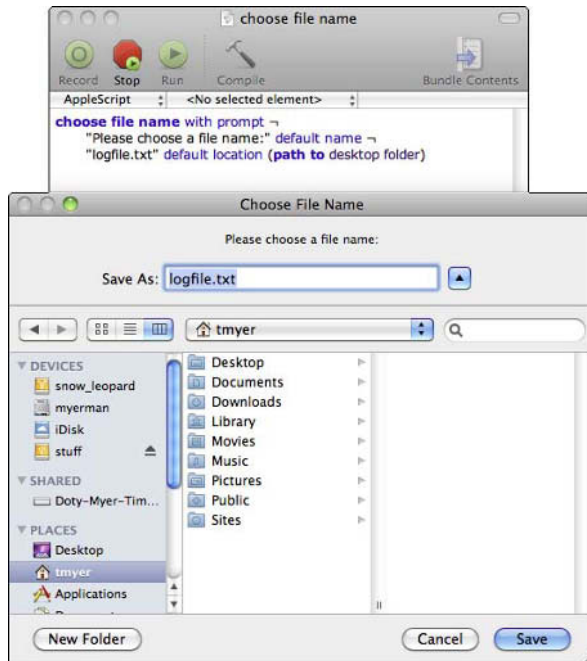 choose file name
Record Stop Run Compile Bundle Contents
AppleScript <No selected element>
choose file name with prompt ¬
"Please choose a file name:" default name ¬
"logfile.txt" default location (path to desktop folder)
Choose File Name
Please choose a file name:
Save As: logfile.txt
tmyer
DEVICES
snow_leopard
myerman
iDisk
stuff
SHARED
Doty-Myer-Tim...
PLACES
Desktop
tmyer
Applications
Desktop
Documents
Downloads
Library
Movies
Music
Pictures
Public
Sites
New Folder Cancel Save